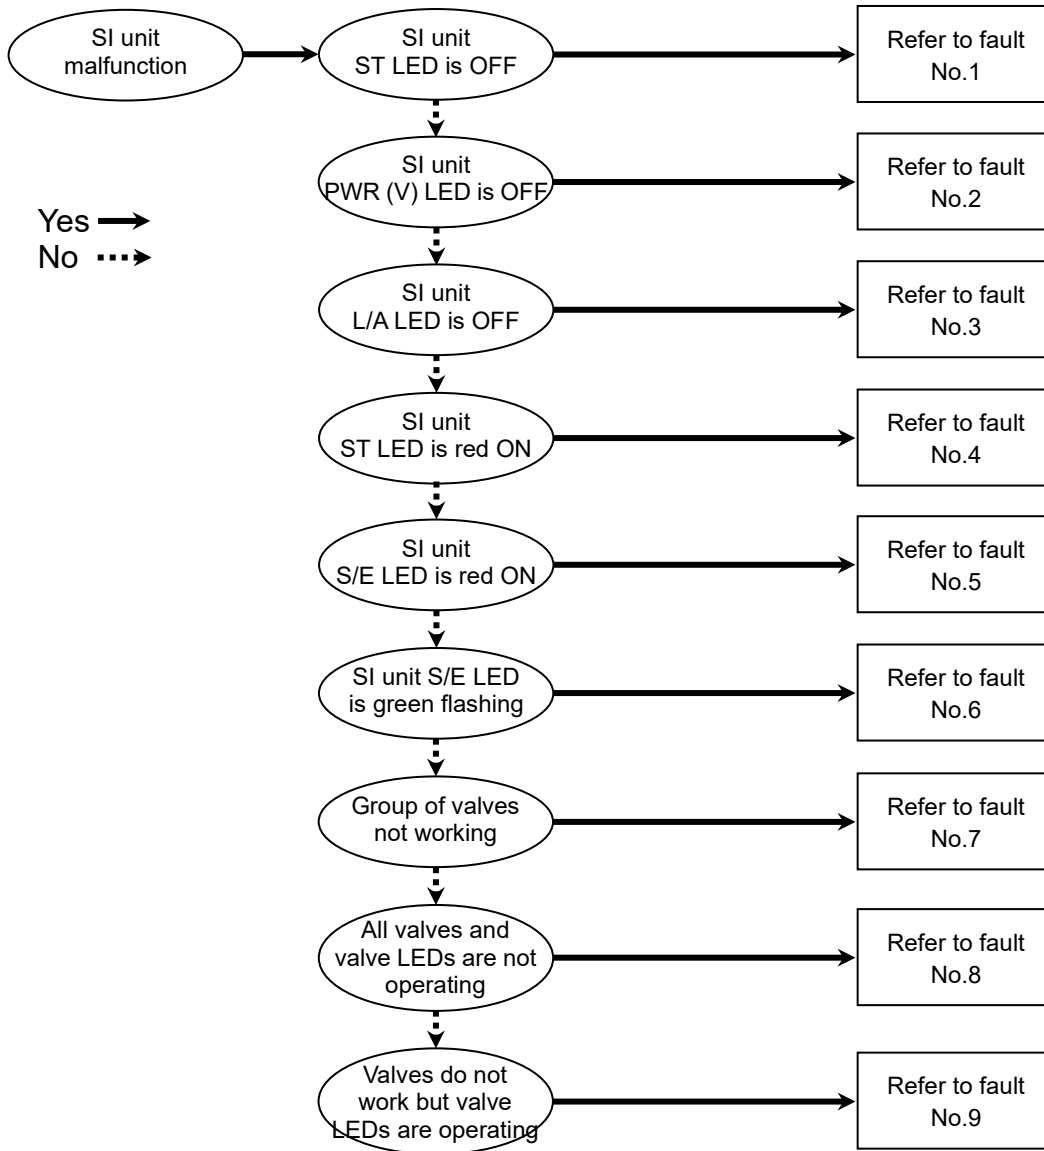 SI unit
malfunction
SI unit
ST LED is OFF
Refer to fault
No.1
SI unit
PWR (V) LED is OFF
Refer to fault
No.2
Yes
No
SI unit
L/A LED is OFF
Refer to fault
No.3
SI unit
ST LED is red ON
Refer to fault
No.4
SI unit
S/E LED is red ON
Refer to fault
No.5
SI unit S/E LED
is green flashing
Refer to fault
No.6
Group of valves
not working
Refer to fault
No.7
All valves and
valve LEDs are not
operating
Refer to fault
No.8
Valves do not
work but valve
LEDs are operating
Refer to fault
No.9